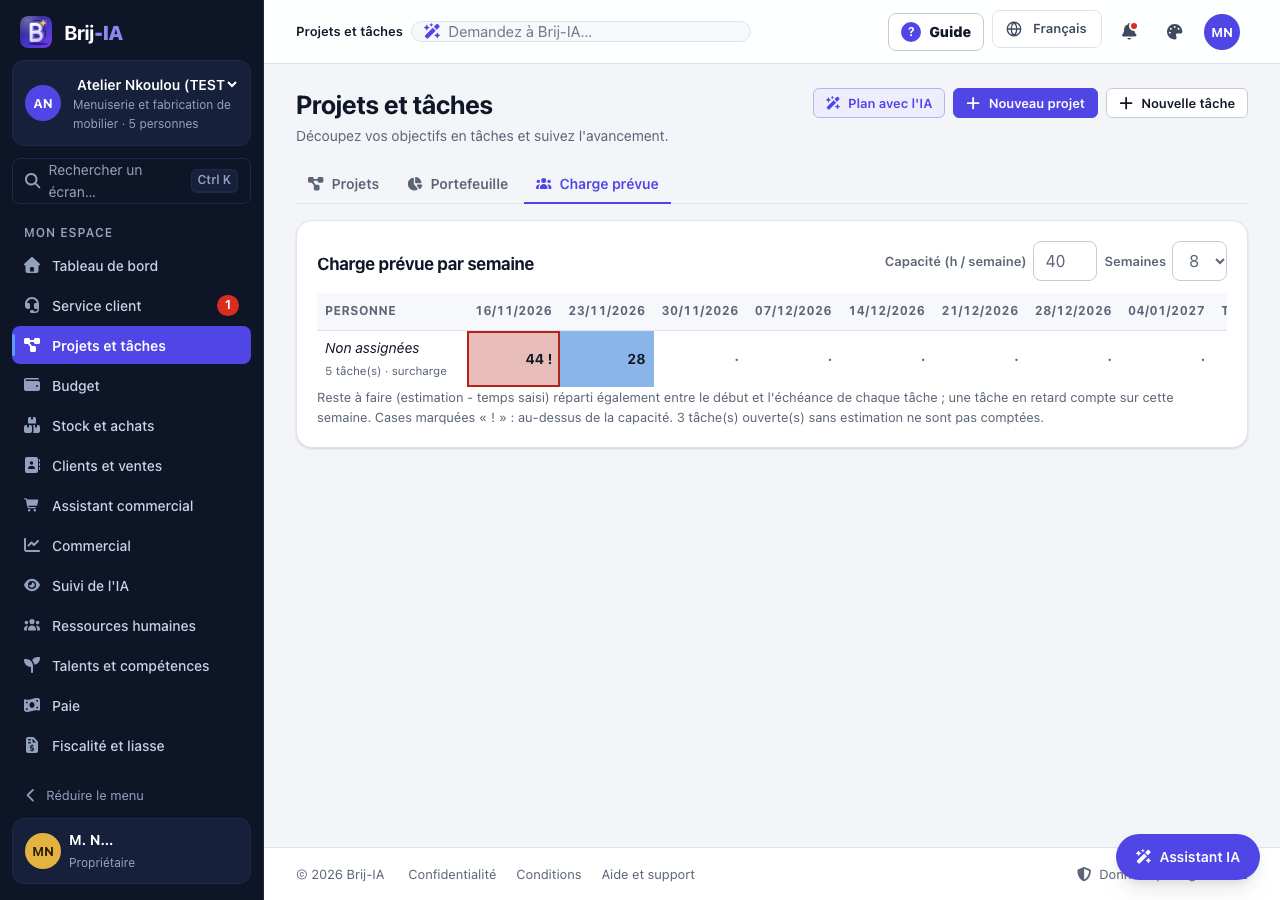 Brij-IA
AN
Atelier Nkoulou (TEST
Menuiserie et fabrication de
mobilier · 5 personnes
Rechercher un
écran...
Ctrl K
MON ESPACE
Tableau de bord
Service client
1
Projets et tâches
Budget
Stock et achats
Clients et ventes
Assistant commercial
Commercial
Suivi de l'IA
Ressources humaines
Talents et compétences
Paie
Fiscalité et liasse
Réduire le menu
MN
M. N...
Propriétaire
Projets et tâches
Demandez à Brij-IA...
? Guide
Français
MN
Projets et tâches
Découpez vos objectifs en tâches et suivez l'avancement.
Plan avec l'IA
Nouveau projet
Nouvelle tâche
Projets
Portefeuille
Charge prévue
Charge prévue par semaine
Capacité (h / semaine) 40 Semaines 8
PERSONNE 16/11/2026 23/11/2026 30/11/2026 07/12/2026 14/12/2026 21/12/2026 28/12/2026 04/01/2027
Non assignées 44 ! 28 · · · · · ·
5 tâche(s) · surcharge
Reste à faire (estimation - temps saisi) réparti également entre le début et l'échéance de chaque tâche ; une tâche en retard compte sur cette
semaine. Cases marquées « ! » : au-dessus de la capacité. 3 tâche(s) ouverte(s) sans estimation ne sont pas comptées.
© 2026 Brij-IA
Confidentialité
Conditions
Aide et support
Assistant IA